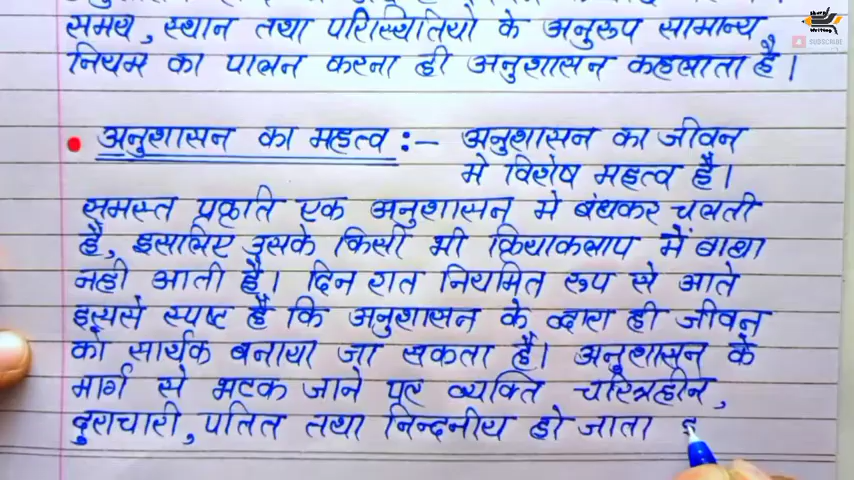 समय, स्थान तथा परिस्थितियों के अनुरूप सामान्य
नियम का पालन करना ही अनुशासन कहलाता है।
• अनुशासन का महत्व :- अनुशासन का जीवन
मे विशेष महत्व है।
समस्त प्रकृति एक अनुशासन मे बंधकर चलती
है, इसलिए उसके किसी भी क्रियाकलाप में बाधा
नही आती है। दिन रात नियमित रूप से आते
इससे स्पष्ट है कि अनुशासन के द्वारा ही जीवन
को सार्थक बनाया जा सकता है। अनुशासन के
मार्ग से भटक जाने पर व्यक्ति चरित्रहीन,
दुराचारी, पतित तथा निन्दनीय हो जाता
SUBSCRIBE